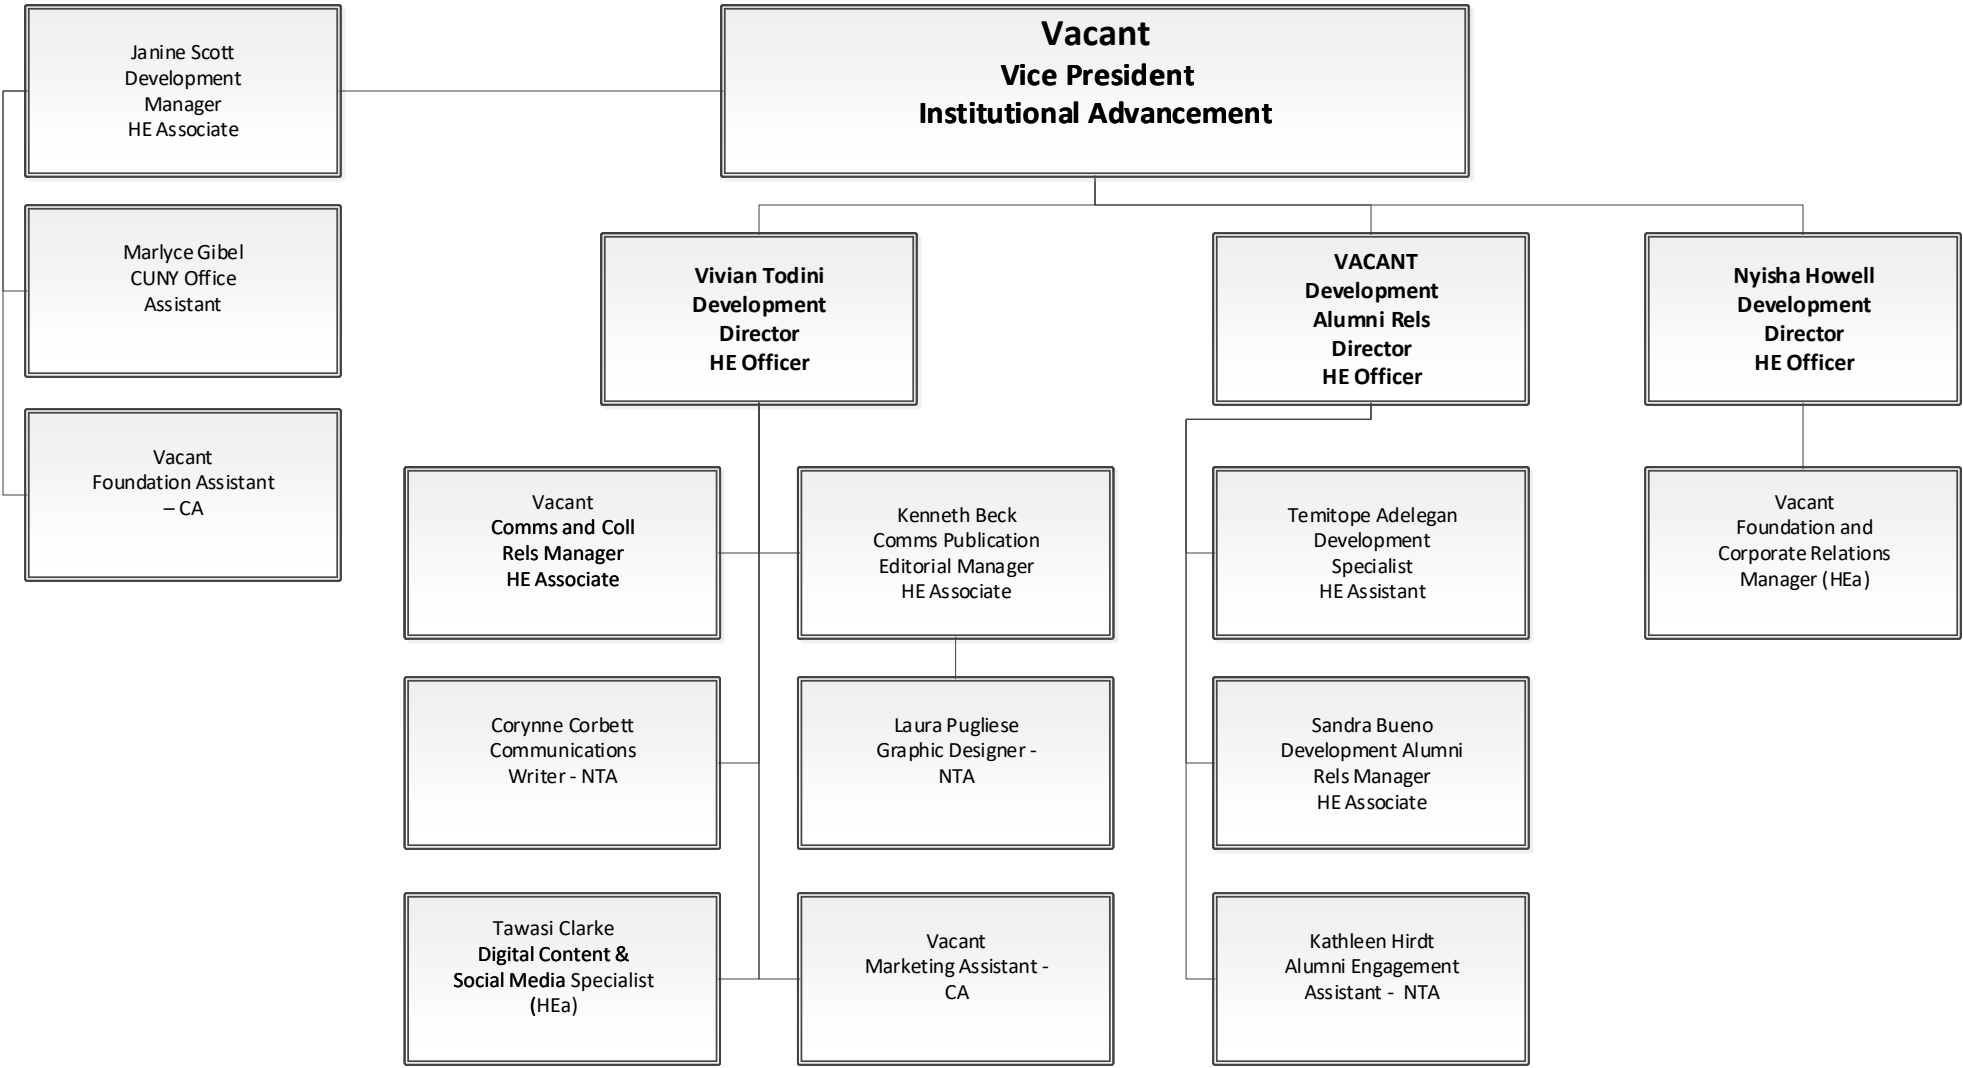 Vacant
Vice President
Institutional Advancement
Janine Scott
Development
Manager
HE Associate
Marlyce Gibel
CUNY Office
Assistant
Vacant
Foundation Assistant
– CA
Vivian Todini
Development
Director
HE Officer
VACANT
Development
Alumni Rels
Director
HE Officer
Nyisha Howell
Development
Director
HE Officer
Vacant
Comms and Coll
Rels Manager
HE Associate
Kenneth Beck
Comms Publication
Editorial Manager
HE Associate
Temitope Adelegan
Development
Specialist
HE Assistant
Vacant
Foundation and
Corporate Relations
Manager (HEa)
Corynne Corbett
Communications
Writer - NTA
Laura Pugliese
Graphic Designer -
NTA
Sandra Bueno
Development Alumni
Rels Manager
HE Associate
Tawasi Clarke
Digital Content &
Social Media Specialist
(HEa)
Vacant
Marketing Assistant -
CA
Kathleen Hirdt
Alumni Engagement
Assistant - NTA